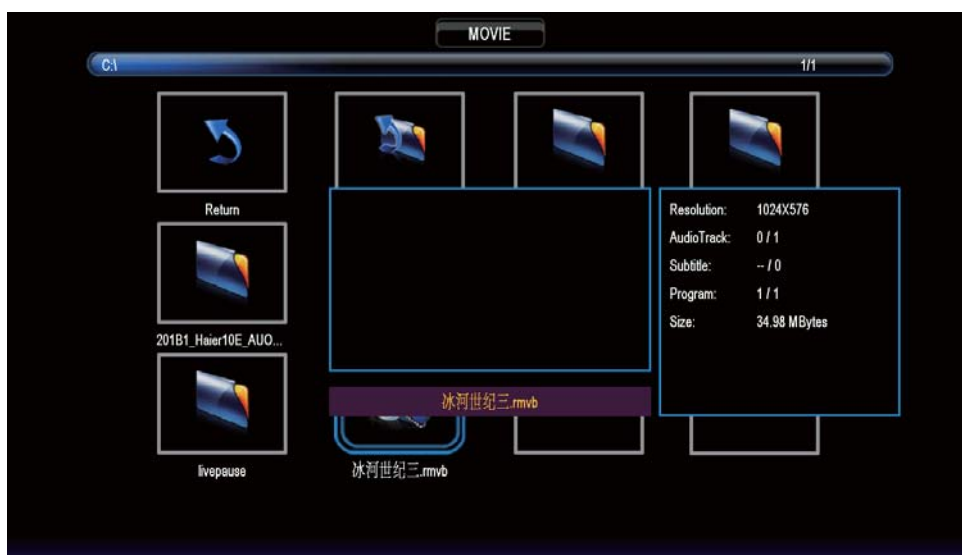 MOVIE
C:\ 1/1
Return
Resolution: 1024X576
AudioTrack: 0 / 1
Subtitle: -- / 0
Program: 1 / 1
Size: 34.98 MBytes
201B1_Haier10E_AUO...
冰河世纪三.rmvb
livepause
冰河世纪三.rmvb